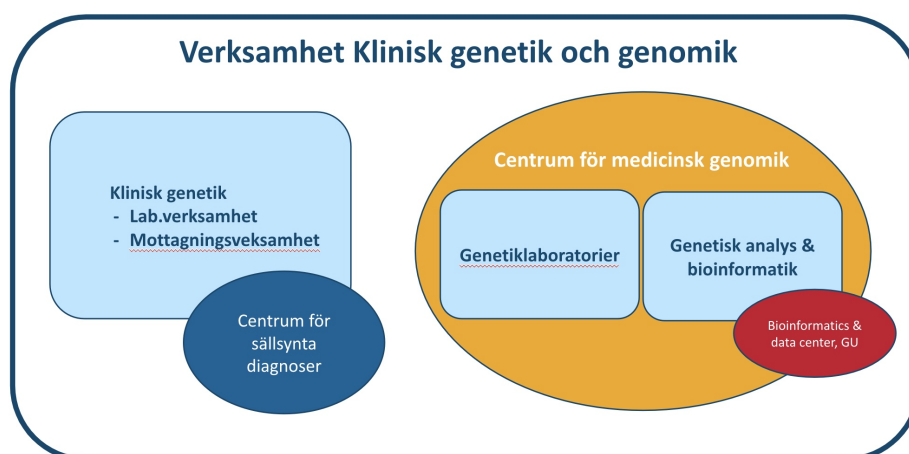 Verksamhet Klinisk genetik och genomik
Klinisk genetik
- Lab.verksamhet
- Mottagningsveksamhet
Centrum för
sällsynta
diagnoser
Centrum för medicinsk genomik
Genetiklaboratorier
Genetisk analys &
bioinformatik
Bioinformatics &
data center, GU